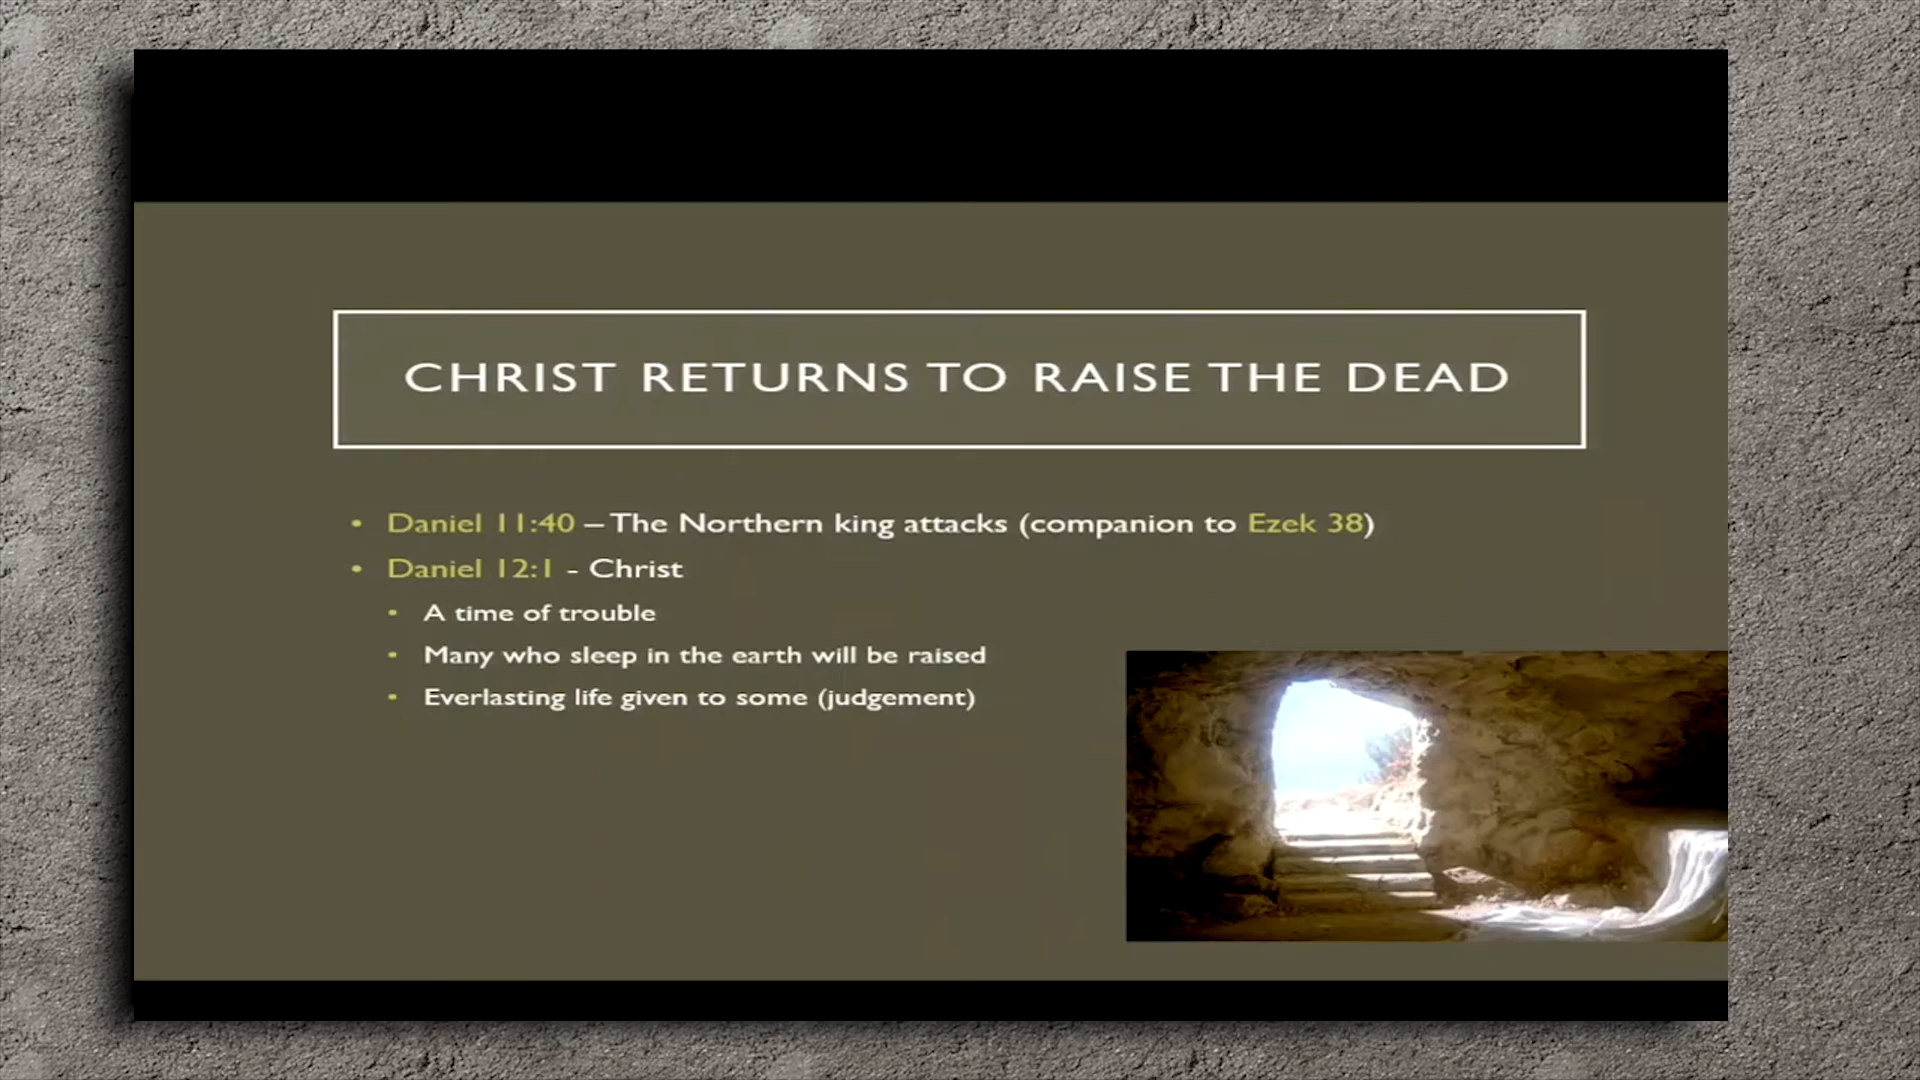 CHRIST RETURNS TO RAISE THE DEAD
• Daniel 11:40 – The Northern king attacks (companion to Ezek 38)
• Daniel 12:1 - Christ
• A time of trouble
• Many who sleep in the earth will be raised
• Everlasting life given to some (judgement)